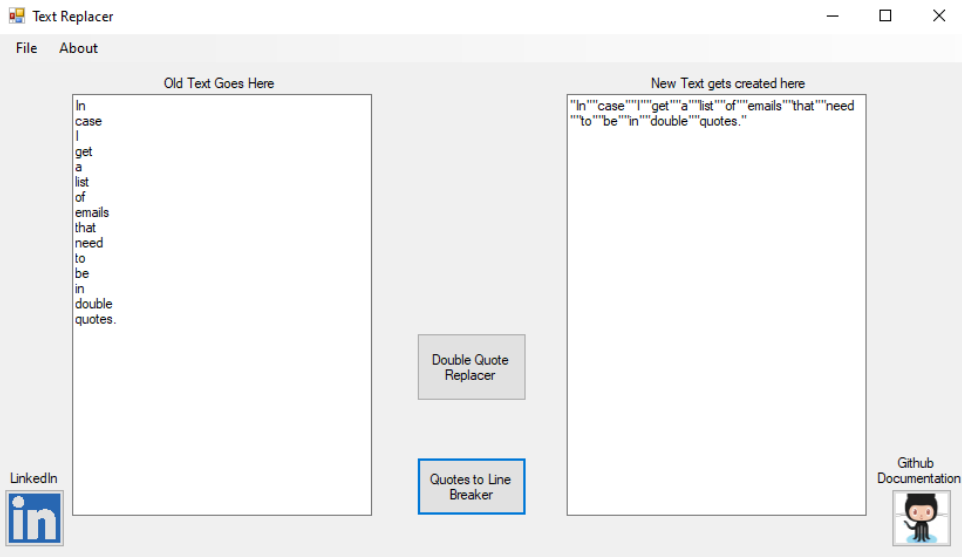 Text Replacer
File About
Old Text Goes Here
In
case
I
get
a
list
of
emails
that
need
to
be
in
double
quotes.
Double Quote
Replacer
Quotes to Line
Breaker
New Text gets created here
"In""case""I""get""a""list""of""emails""that""need
""to""be""in""double""quotes."
LinkedIn
in
Github
Documentation